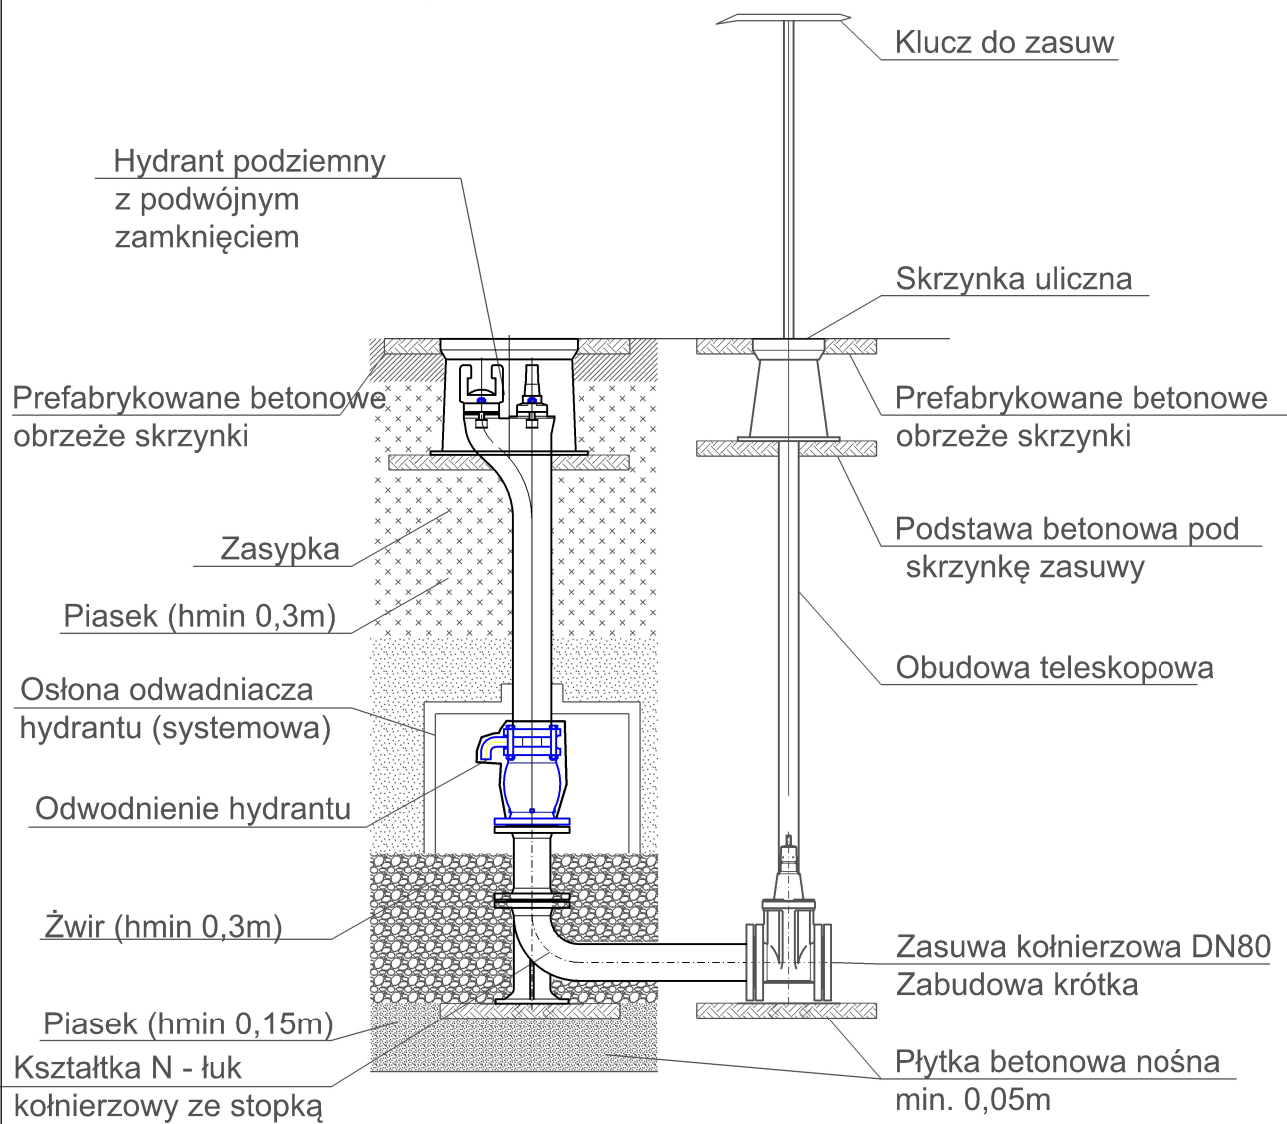 Klucz do zasuw
Hydrant podziemny
z podwójnym
zamknięciem
Skrzynka uliczna
Prefabrykowane betonowe
obrzeże skrzynki
Prefabrykowane betonowe
obrzeże skrzynki
Zasypka
Podstawa betonowa pod
skrzynkę zasuwy
Piasek (hmin 0,3m)
Obudowa teleskopowa
Osłona odwadniacza
hydrantu (systemowa)
Odwodnienie hydrantu
Żwir (hmin 0,3m)
Zasuwa kołnierzowa DN80
Zabudowa krótka
Piasek (hmin 0,15m)
Kształtka N - łuk
kołnierzowy ze stopką
Płytka betonowa nośna
min. 0,05m